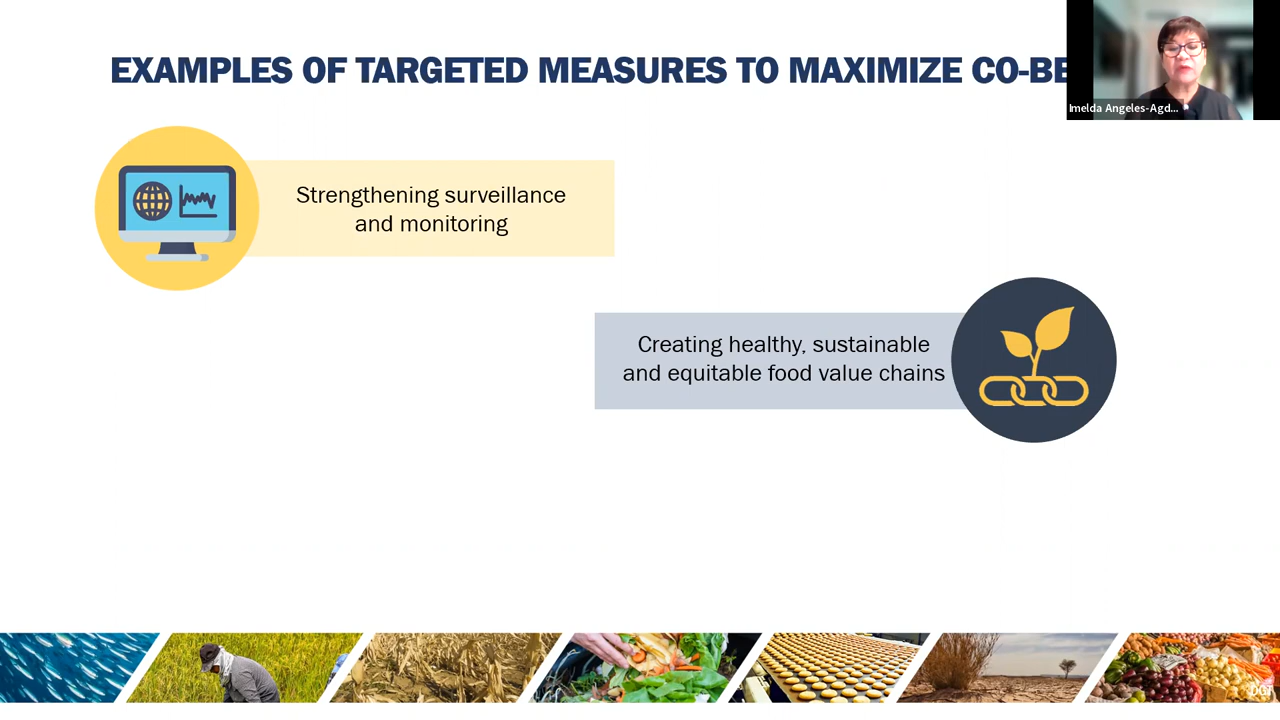 EXAMPLES OF TARGETED MEASURES TO MAXIMIZE CO-BE
Imelda Angeles-Agd...
Strengthening surveillance
and monitoring
Creating healthy, sustainable
and equitable food value chains